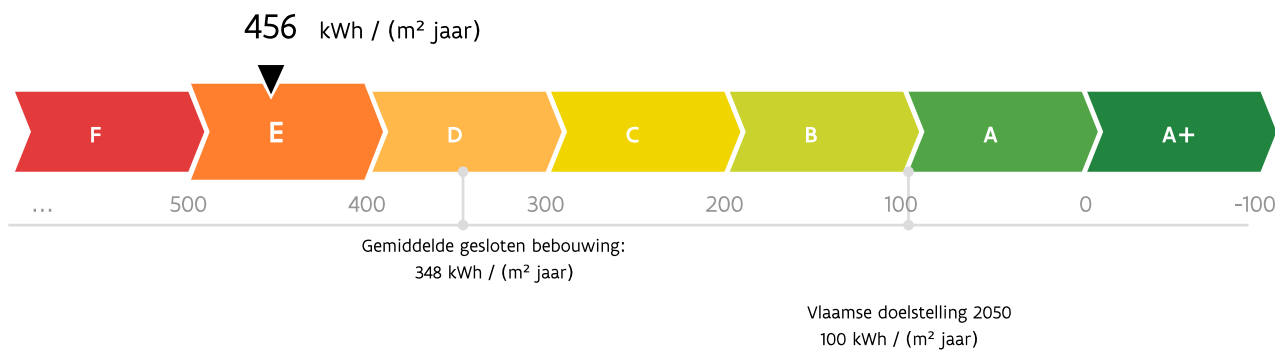 456 kWh / (m² jaar)
F E D C B A A+
... 500 400 300 200 100 0 -100
Gemiddelde gesloten bebouwing:
348 kWh / (m² jaar)
Vlaamse doelstelling 2050
100 kWh / (m² jaar)